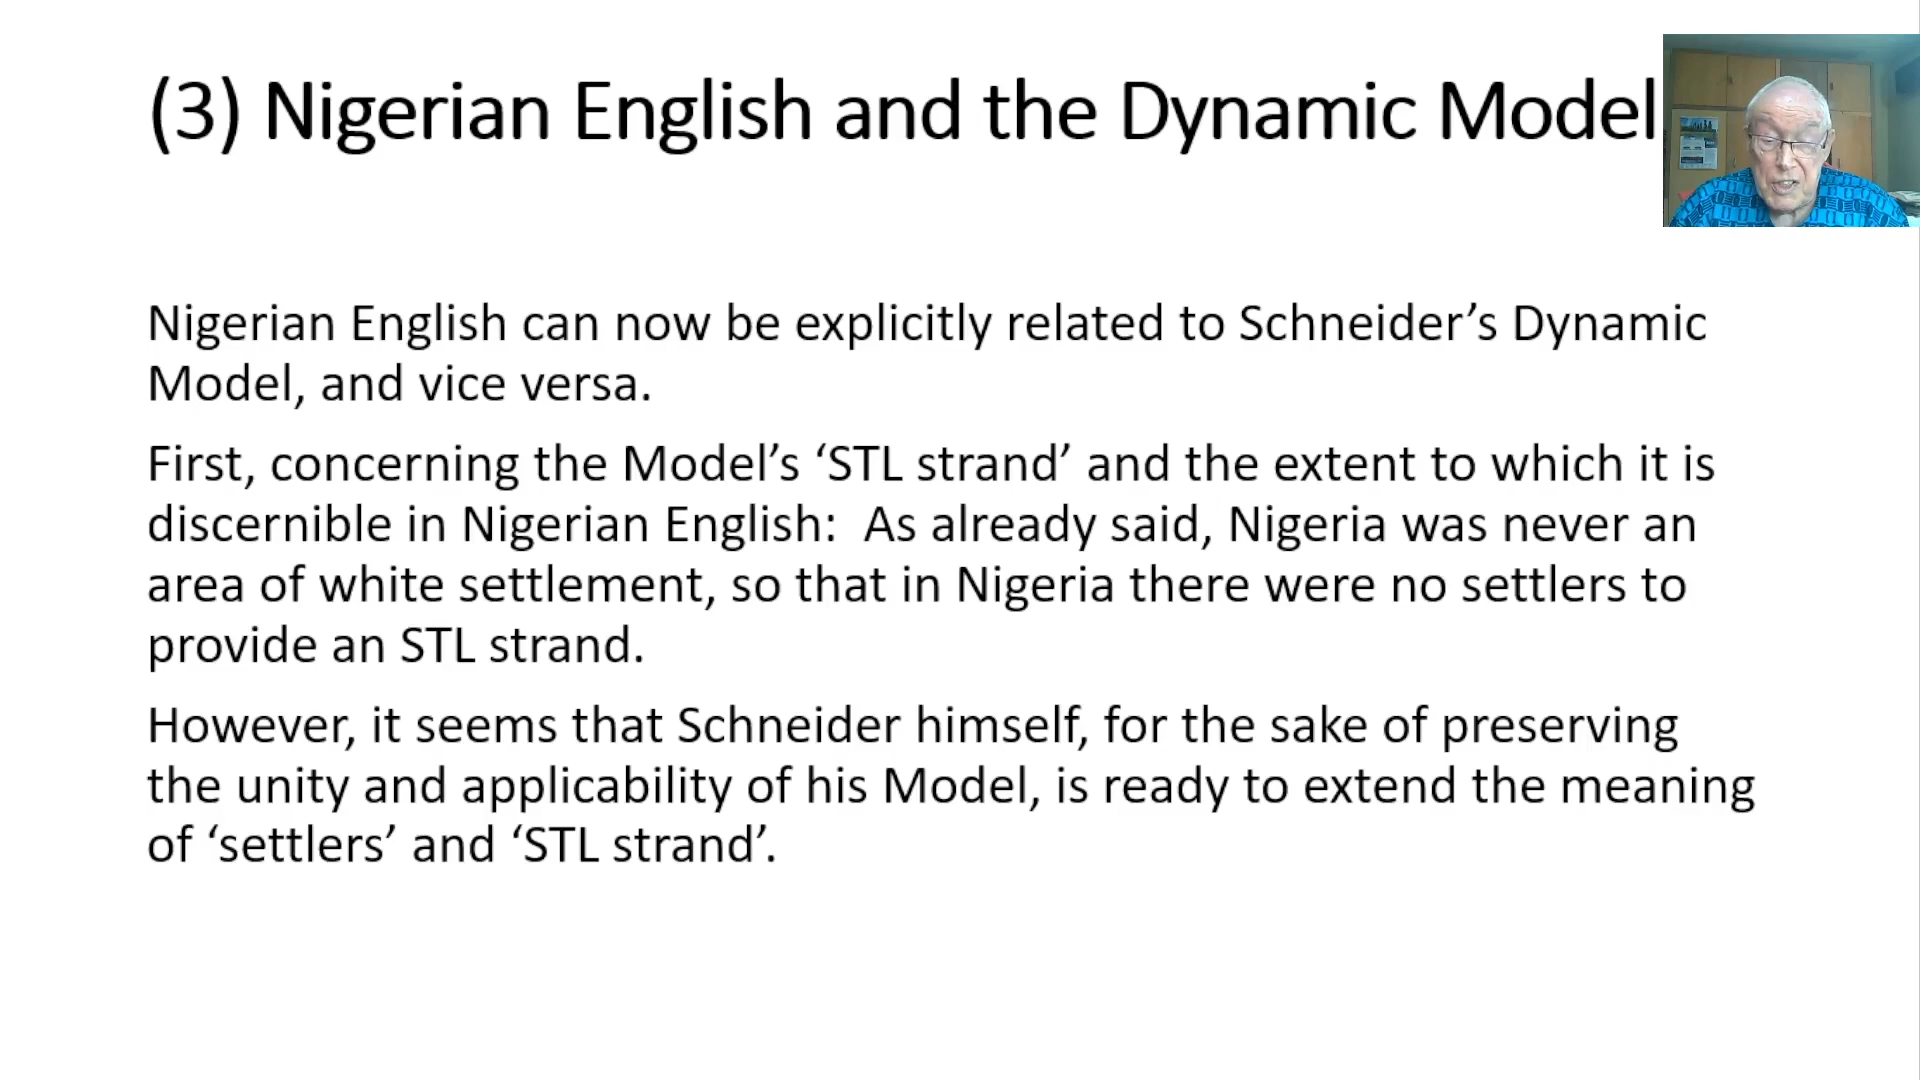 (3) Nigerian English and the Dynamic Model
Nigerian English can now be explicitly related to Schneider’s Dynamic
Model, and vice versa.
First, concerning the Model’s ‘STL strand’ and the extent to which it is
discernible in Nigerian English:  As already said, Nigeria was never an
area of white settlement, so that in Nigeria there were no settlers to
provide an STL strand.
However, it seems that Schneider himself, for the sake of preserving
the unity and applicability of his Model, is ready to extend the meaning
of ‘settlers’ and ‘STL strand’.